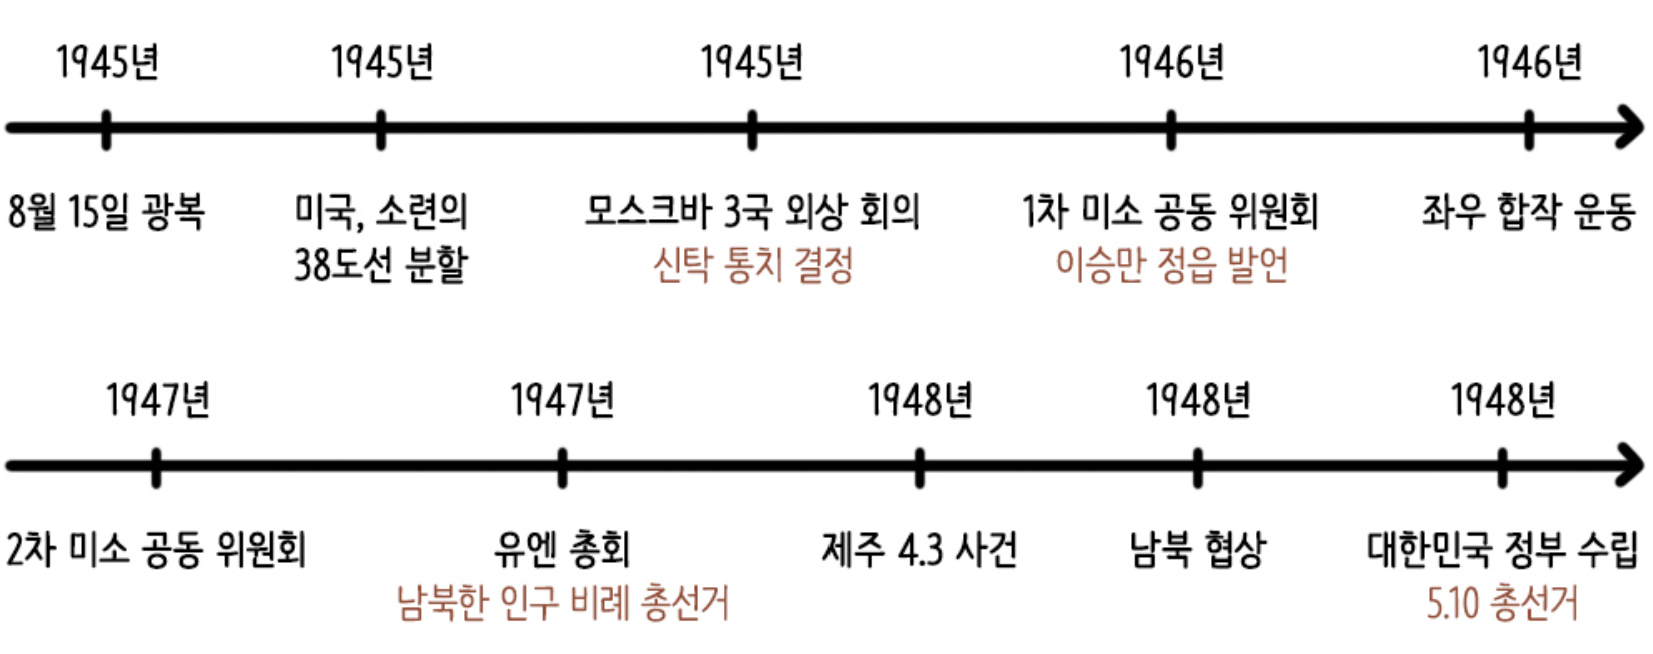 1945년 1945년 1945년 1946년 1946년
8월 15일 광복 미국, 소련의 모스크바 3국 외상 회의 1차 미소 공동 위원회 좌우 합작 운동
38도선 분할 신탁 통치 결정 이승만 정읍 발언
1947년 1947년 1948년 1948년 1948년
2차 미소 공동 위원회 유엔 총회 제주 4.3 사건 남북 협상 대한민국 정부 수립
남북한 인구 비례 총선거 5.10 총선거